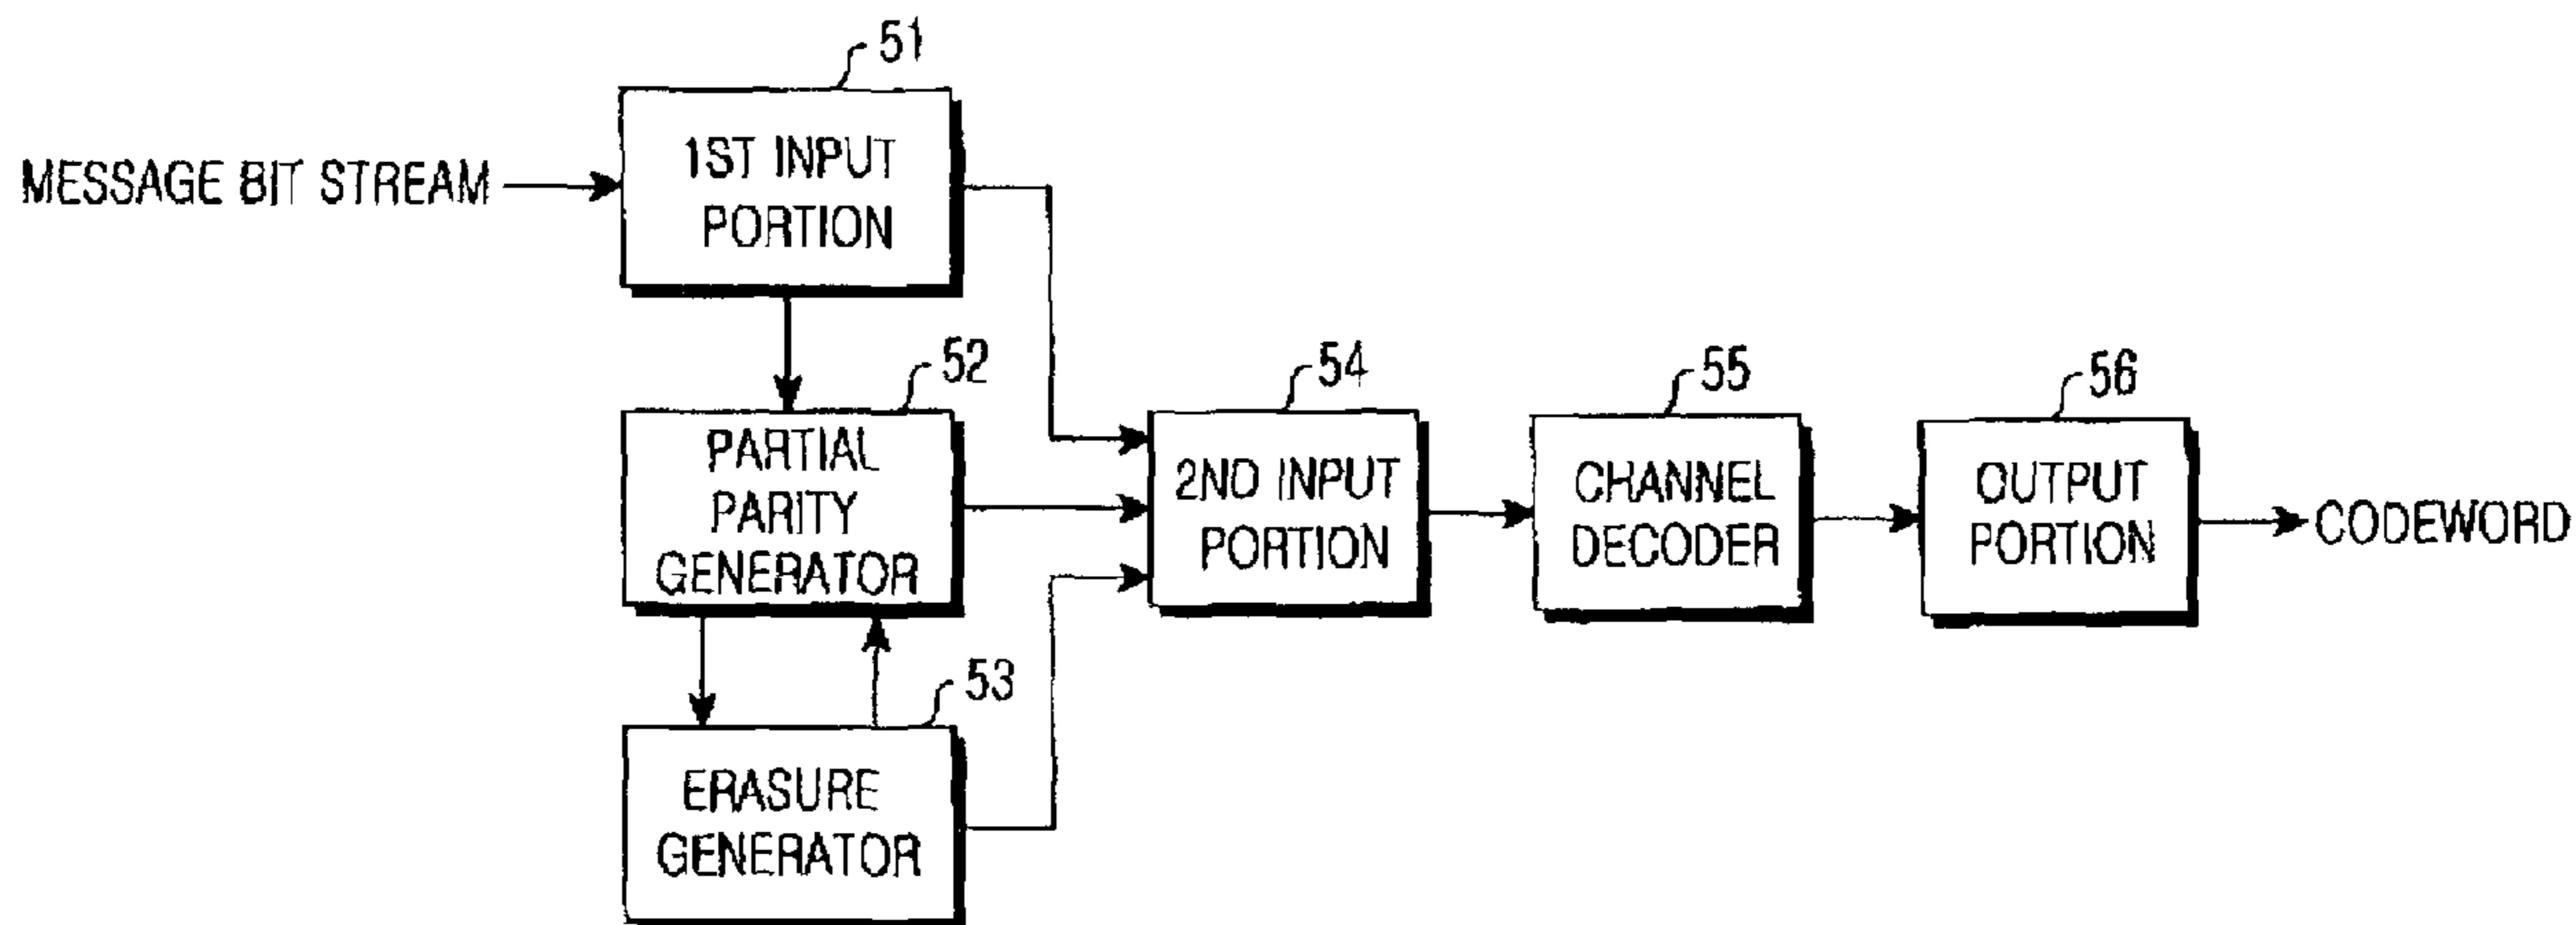 51
MESSAGE BIT STREAM
1ST INPUT
PORTION
52
PARTIAL
PARITY
GENERATOR
53
ERASURE
GENERATOR
54
2ND INPUT
PORTION
55
CHANNEL
DECODER
56
OUTPUT
PORTION
CODEWORD